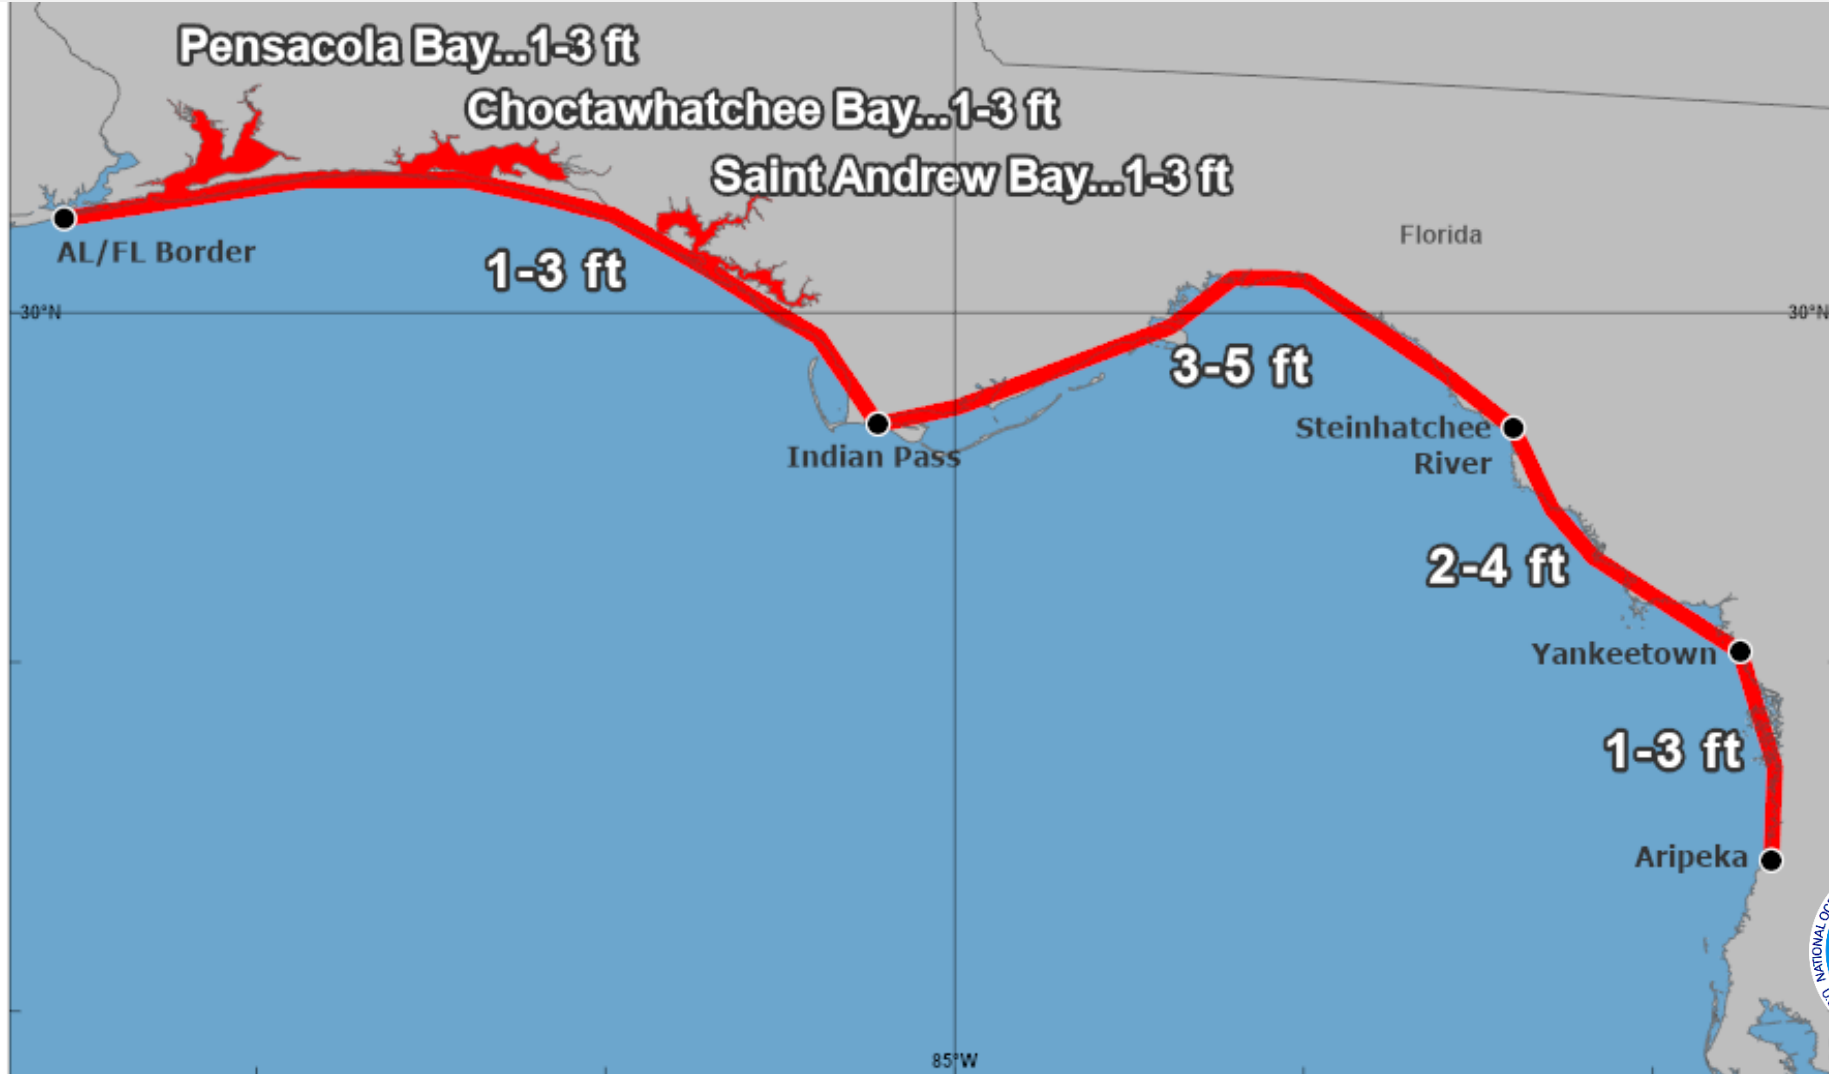 Pensacola Bay...1-3 ft
Choctawhatchee Bay...1-3 ft
Saint Andrew Bay...1-3 ft
Florida
AL/FL Border
1-3 ft
30°N
30°N
3-5 ft
Steinhatchee
River
Indian Pass
2-4 ft
Yankeetown
1-3 ft
Aripeka
NATIONAL
85°W